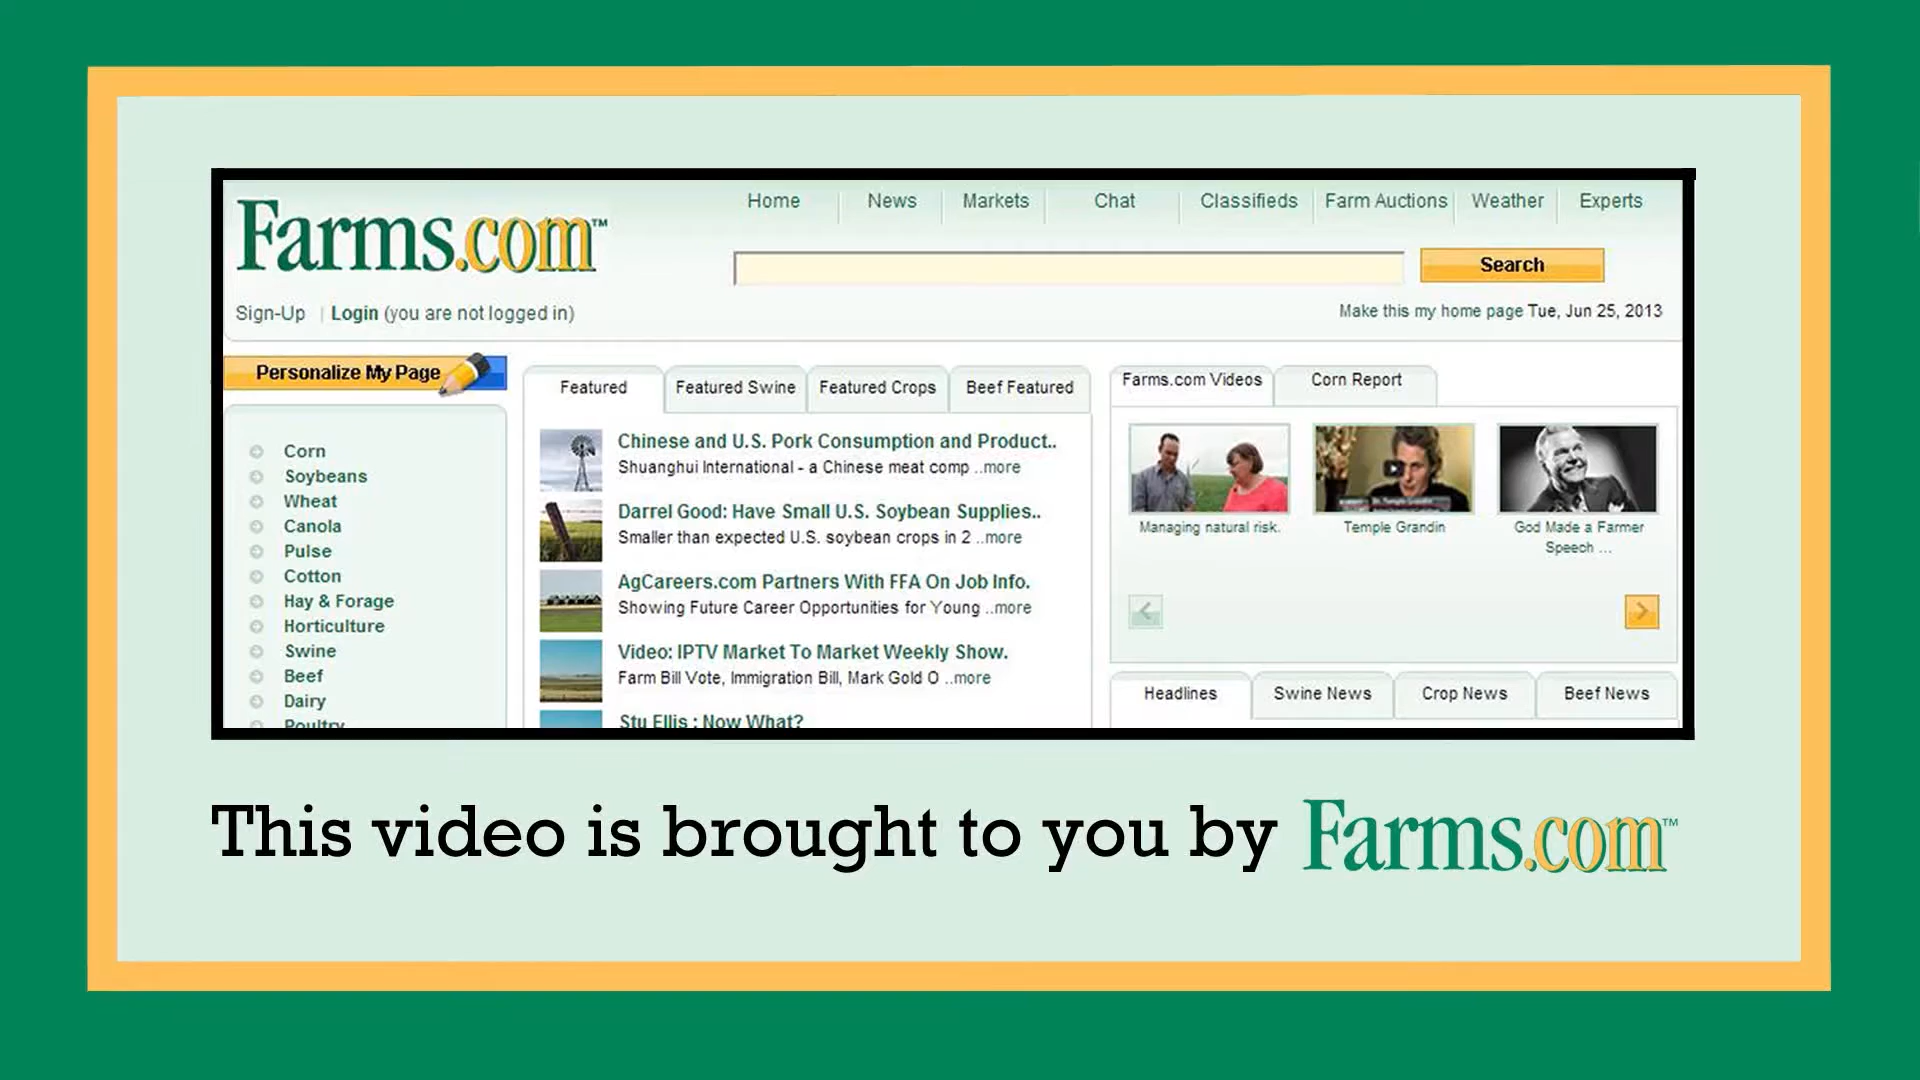 Farms.com™
Home News Markets Chat Classifieds Farm Auctions Weather Experts
Search
Sign-Up | Login (you are not logged in)
Make this my home page Tue, Jun 25, 2013
Personalize My Page
Corn
Soybeans
Wheat
Canola
Pulse
Cotton
Hay & Forage
Horticulture
Swine
Beef
Dairy
Poultry
Featured Featured Swine Featured Crops Beef Featured
Chinese and U.S. Pork Consumption and Product..
Shuanghui International - a Chinese meat comp ..more
Darrel Good: Have Small U.S. Soybean Supplies..
Smaller than expected U.S. soybean crops in 2 ..more
AgCareers.com Partners With FFA On Job Info.
Showing Future Career Opportunities for Young ..more
Video: IPTV Market To Market Weekly Show.
Farm Bill Vote, Immigration Bill, Mark Gold O ..more
Stu Ellis : Now What?
Farms.com Videos Corn Report
Managing natural risk.
Temple Grandin
God Made a Farmer
Speech ...
Headlines Swine News Crop News Beef News
This video is brought to you by Farms.com™